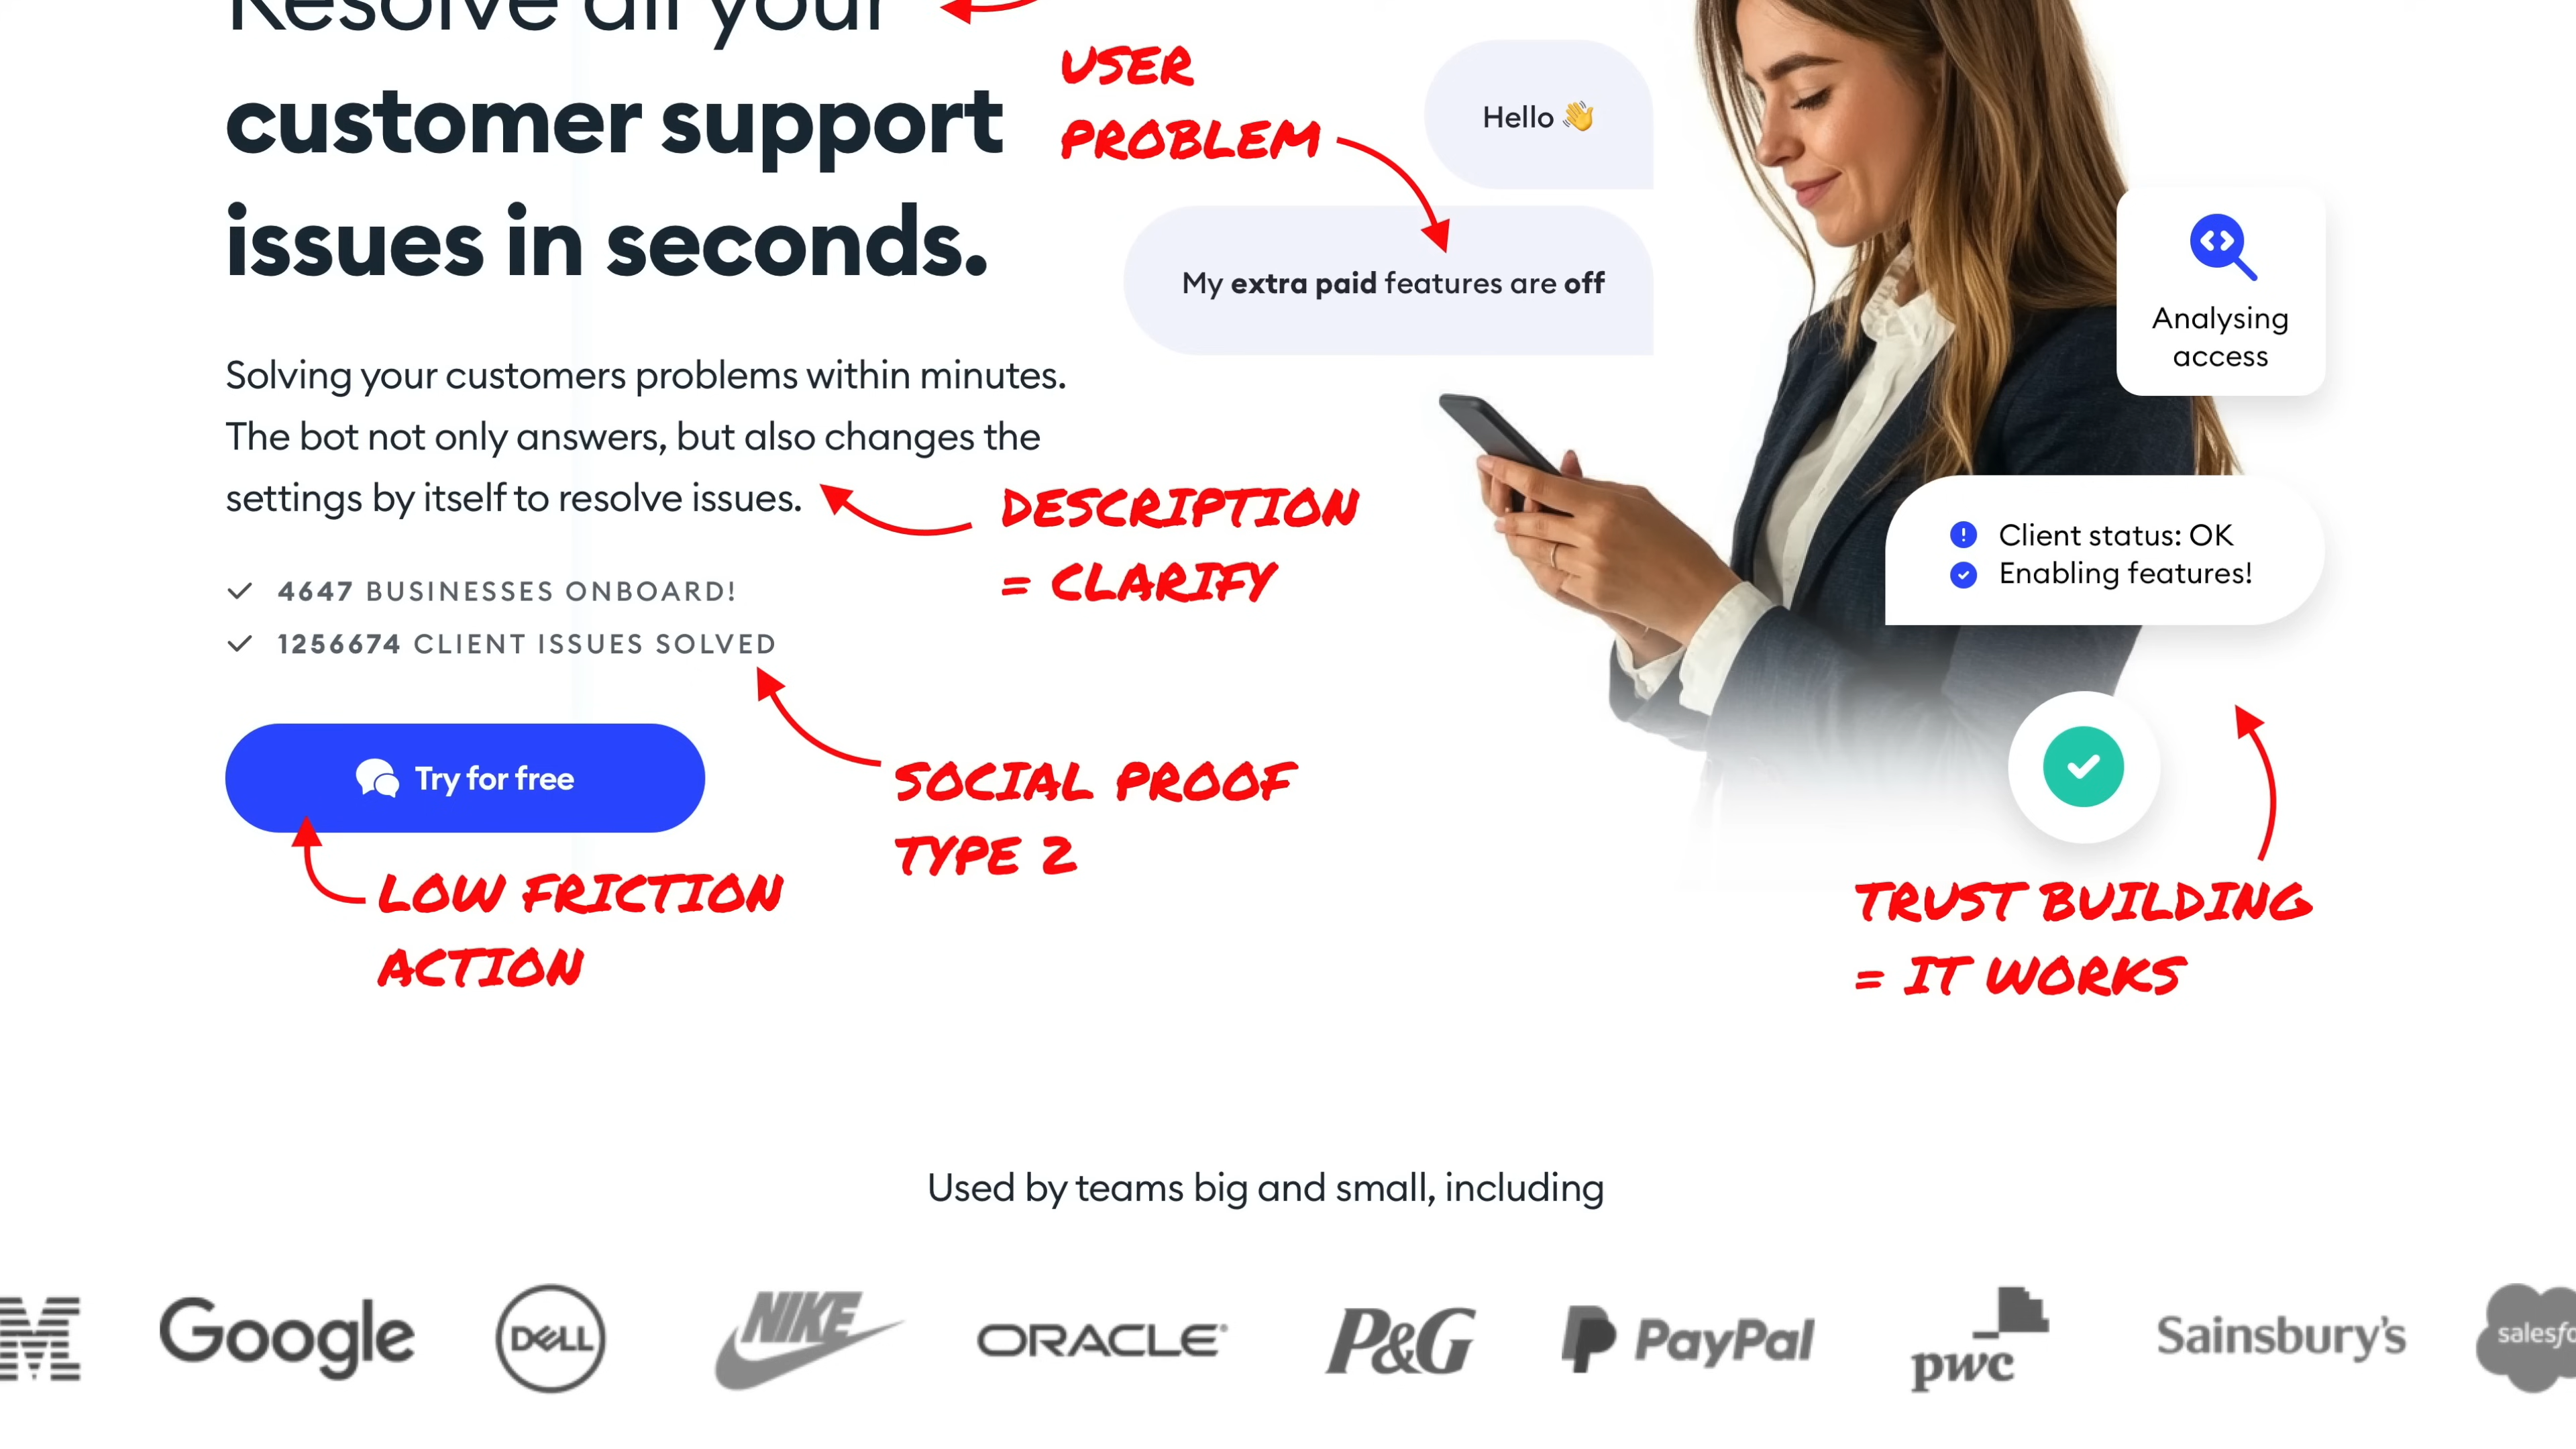 Resolve all your
customer support
issues in seconds.
Solving your customers problems within minutes.
The bot not only answers, but also changes the
settings by itself to resolve issues.
4647 BUSINESSES ONBOARD!
1256674 CLIENT ISSUES SOLVED
Try for free
LOW FRICTION
ACTION
USER
PROBLEM
DESCRIPTION
= CLARIFY
SOCIAL PROOF
TYPE 2
Hello 👋
My extra paid features are off
Analysing
access
Client status: OK
Enabling features!
TRUST BUILDING
= IT WORKS
Used by teams big and small, including
M
Google
DELL
NIKE
ORACLE
P&G
PayPal
pwc
Sainsbury's
salesfo